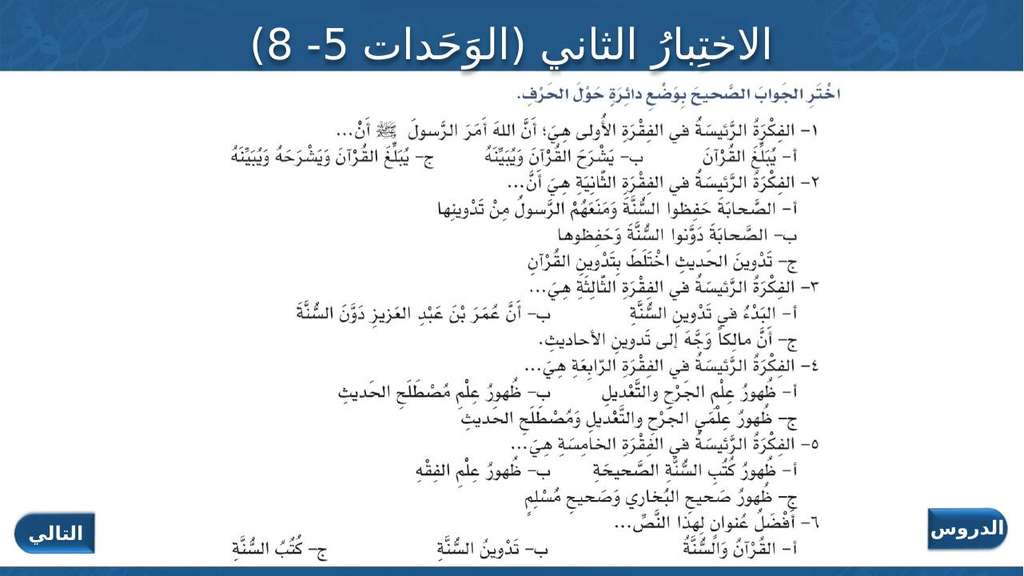 الاختِبارُ الثاني (الوَحَدات 5- 8)
اخْتَرِ الجَوابَ الصَّحيحَ بِوَضْعِ دائِرَةٍ حَوْلَ الحَرْفِ.
١- الفِكْرَةُ الرَّئيسَةُ في الفِقْرَةِ الأُولى هِيَ؛ أَنَّ اللهَ أَمَرَ الرَّسولَ ﷺ أَنْ...
أ- يُبَلِّغَ القُرْآنَ ب- يَشْرَحَ القُرْآنَ وَيُبَيِّنَهُ ج- يُبَلِّغَ القُرْآنَ وَيَشْرَحَهُ وَيُبَيِّنَهُ
٢- الفِكْرَةُ الرَّئيسَةُ في الفِقْرَةِ الثّانِيَةِ هِيَ أَنَّ...
أ- الصَّحابَةَ حَفِظوا السُّنَّةَ وَمَنَعَهُمْ الرَّسولُ مِنْ تَدْوينِها
ب- الصَّحابَةَ دَوَّنوا السُّنَّةَ وَحَفِظوها
ج- تَدْوينَ الحَديثِ اخْتَلَطَ بِتَدْوينِ القُرْآنِ
٣- الفِكْرَةُ الرَّئيسَةُ في الفِقْرَةِ الثّالِثَةِ هِيَ...
أ- البَدْءُ في تَدْوينِ السُّنَّةِ ب- أَنَّ عُمَرَ بْنَ عَبْدِ العَزيزِ دَوَّنَ السُّنَّةَ
ج- أَنَّ مالِكاً وَجَّهَ إلى تَدوينِ الأحاديثِ.
٤- الفِكْرَةُ الرَّئيسَةُ في الفِقْرَةِ الرّابِعَةِ هِيَ...
أ- ظُهورُ عِلْمِ الجَرْحِ والتَّعْديلِ ب- ظُهورُ عِلْمِ مُصْطَلَحِ الحَديثِ
ج- ظُهورُ عِلْمَي الجَرْحِ والتَّعْديلِ وَمُصْطَلَحِ الحَديثِ
٥- الفِكْرَةُ الرَّئيسَةُ في الفِقْرَةِ الخامِسَةِ هِيَ...
أ- ظُهورُ كُتُبِ السُّنَّةِ الصَّحيحَةِ ب- ظُهورُ عِلْمِ الفِقْهِ
ج- ظُهورُ صَحيحِ البُخاري وَصَحيحِ مُسْلِمٍ
٦- أَفْضَلُ عُنوانٍ لِهذا النَّصِّ...
أ- القُرْآنُ وَالسُّنَّةُ ب- تَدْوينُ السُّنَّةِ ج- كُتُبُ السُّنَّةِ
الدروس
التالي